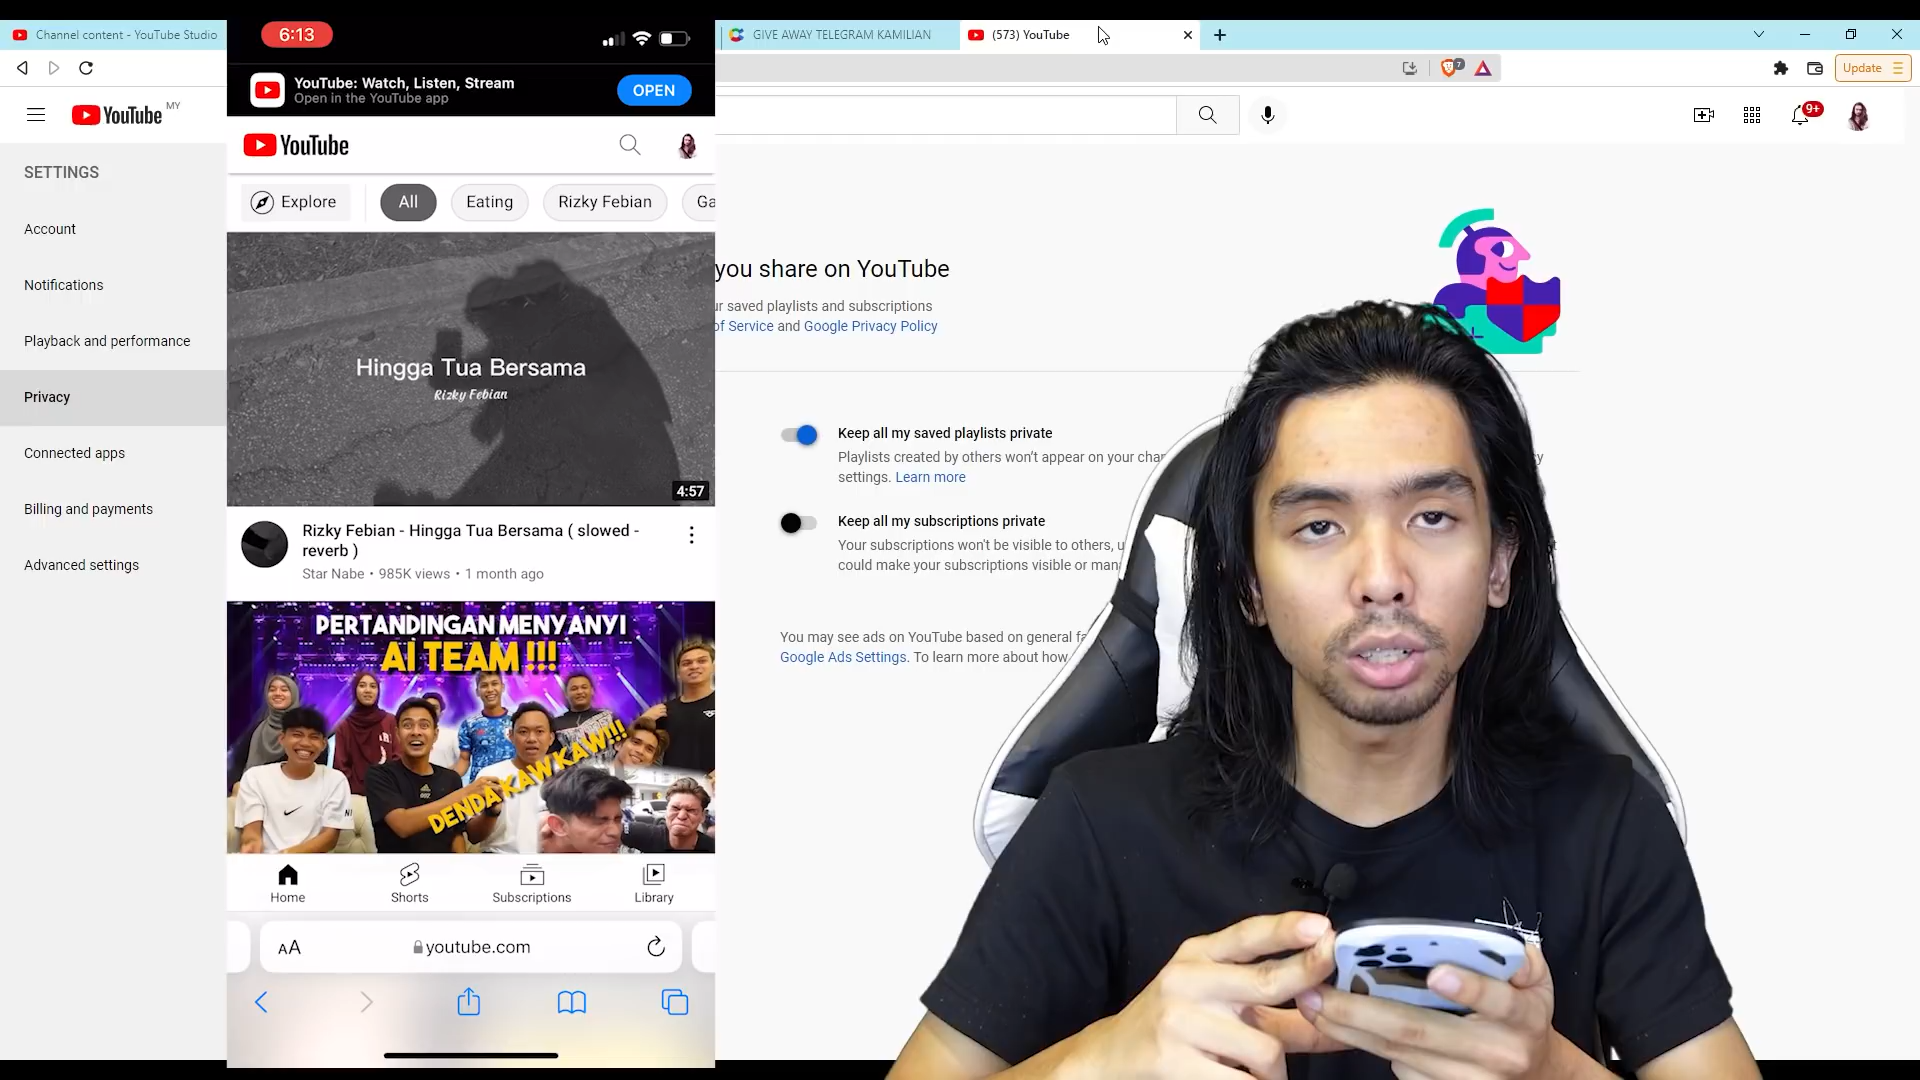 Channel content - YouTube Studio
GIVE AWAY TELEGRAM KAMILIAN
(573) YouTube
Update
YouTube MY
9+
SETTINGS
Account
Notifications
Playback and performance
Privacy
Connected apps
Billing and payments
Advanced settings
6:13
YouTube: Watch, Listen, Stream
Open in the YouTube app
OPEN
YouTube
Explore
All
Eating
Rizky Febian
Ga
Hingga Tua Bersama
Rizky Febian
4:57
Rizky Febian - Hingga Tua Bersama ( slowed -
reverb )
Star Nabe • 985K views • 1 month ago
PERTANDINGAN MENYANYI
AI TEAM !!!
DENDA KAW KAW!!!
Home
Shorts
Subscriptions
Library
AA
youtube.com
you share on YouTube
ur saved playlists and subscriptions
of Service and Google Privacy Policy
Keep all my saved playlists private
Playlists created by others won't appear on your char
settings. Learn more
Keep all my subscriptions private
Your subscriptions won't be visible to others, u
could make your subscriptions visible or man
You may see ads on YouTube based on general fa
Google Ads Settings. To learn more about how